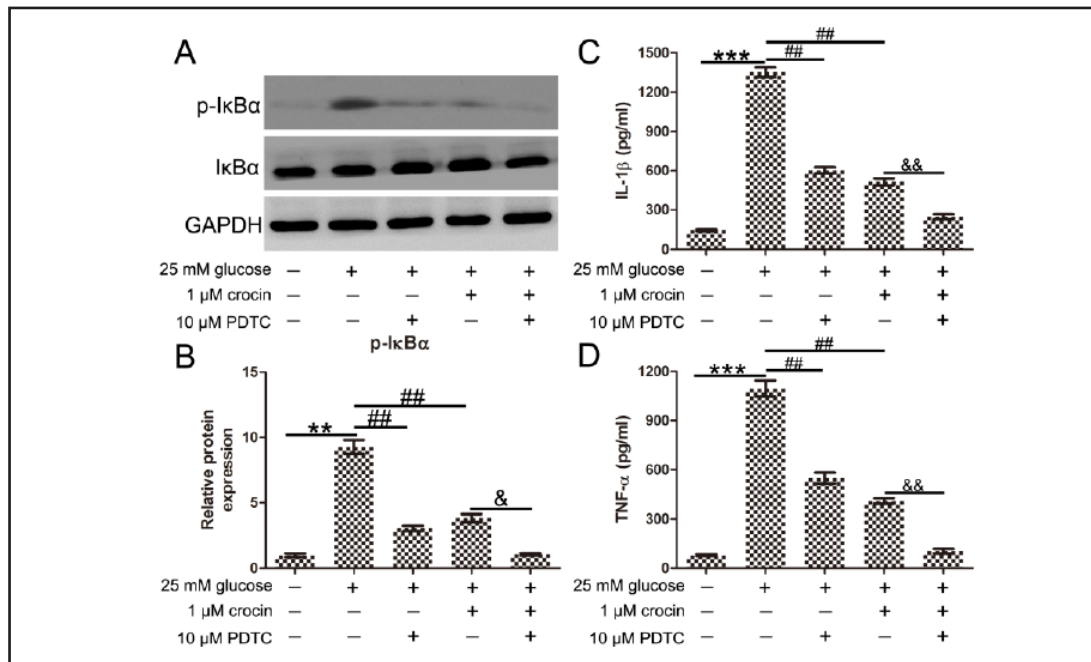 A
p-IκBα
IκBα
GAPDH
25 mM glucose – + + + +
1 μM crocin – – – + +
10 μM PDTC – – + – +
B
p-IκBα
Relative protein expression
15
10
5
0
**
##
##
&
25 mM glucose – + + + +
1 μM crocin – – – + +
10 μM PDTC – – + – +
C
IL-1β (pg/ml)
1500
1200
900
600
300
0
***
##
##
&&
25 mM glucose – + + + +
1 μM crocin – – – + +
10 μM PDTC – – + – +
D
TNF-α (pg/ml)
1200
900
600
300
0
***
##
##
&&
25 mM glucose – + + + +
1 μM crocin – – – + +
10 μM PDTC – – + – +